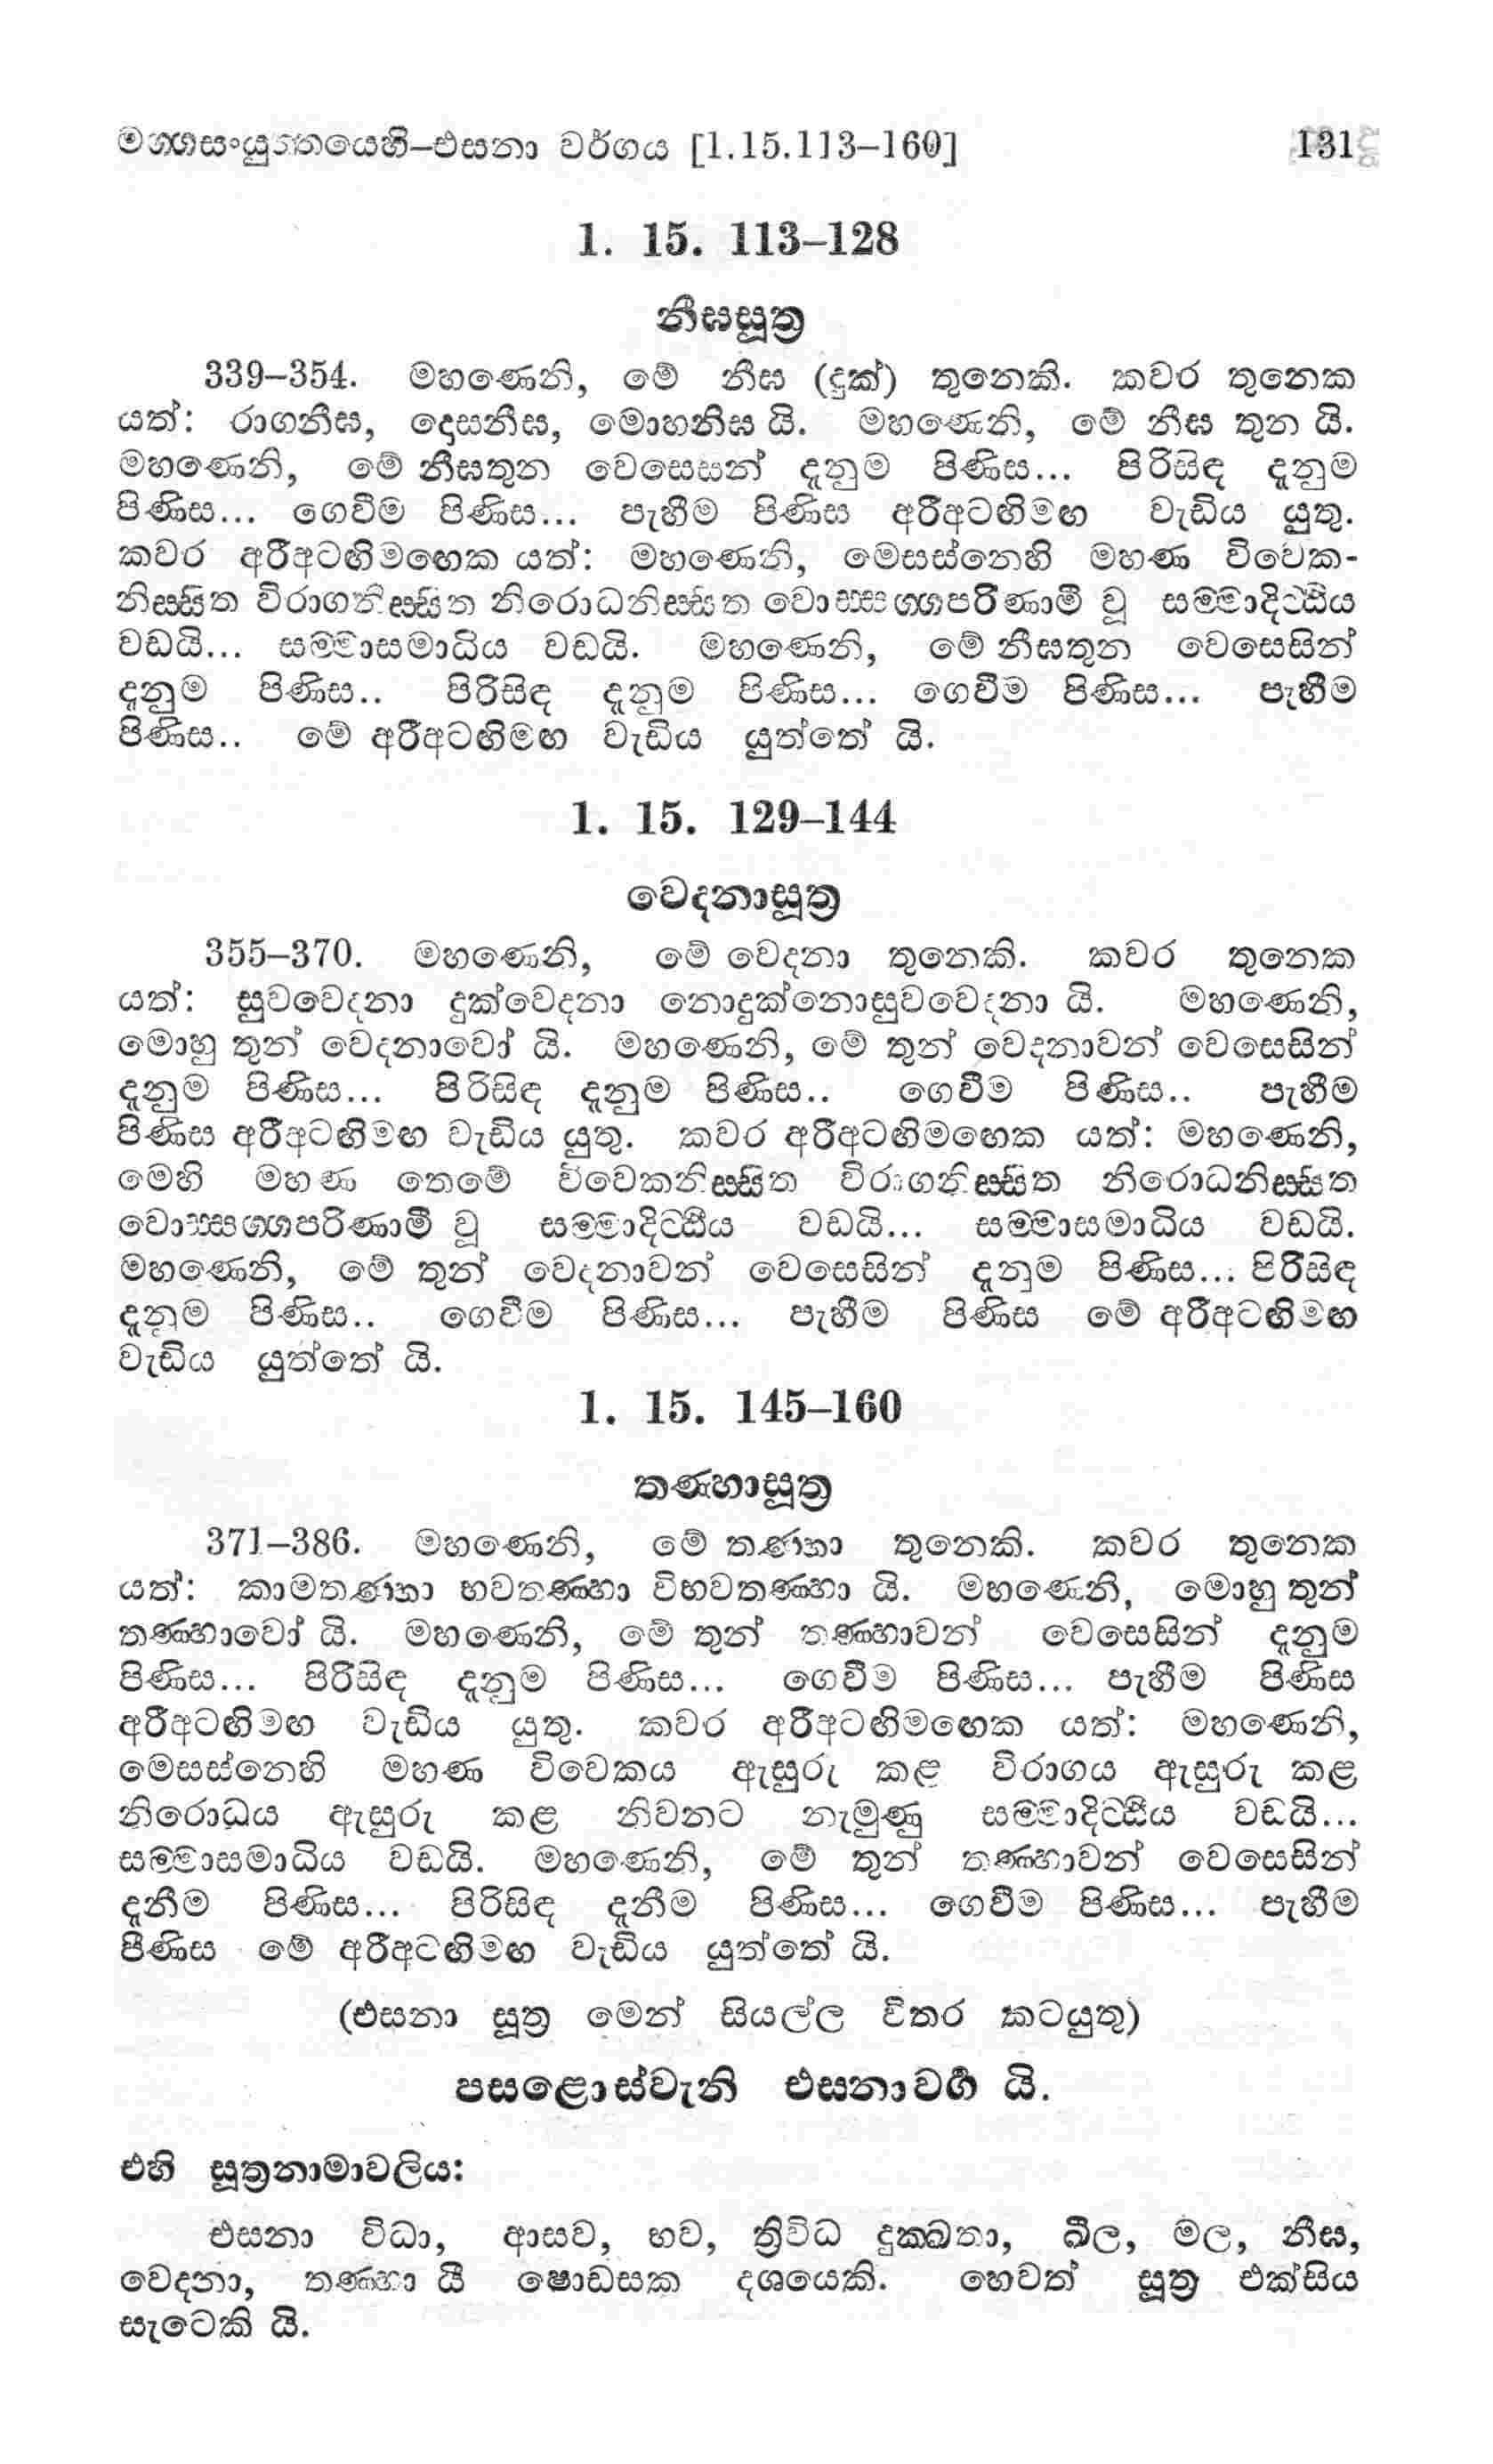 මග්ගසංයුත්තයෙහි–එසනා වර්ගය [1.15.113–160] 131
1. 15. 113–128
නීඝසූත්‍ර
339–354. මහණෙනි, මේ නීඝ (දුක්) තුනෙකි. කවර තුනෙක
යත්: රාගනීඝ, දොසනීඝ, මොහනීඝ යි. මහණෙනි, මේ නීඝ තුන යි.
මහණෙනි, මේ නීඝතුන වෙසෙසන් දැනුම පිණිස... පිරිසිඳ දැනුම
පිණිස... ගෙවීම පිණිස... පැහීම පිණිස අරීඅටඟිමඟ වැඩිය යුතු.
කවර අරීඅටඟිමඟෙක යත්: මහණෙනි, මෙසස්නෙහි මහණ විවෙක-
නිස්සිත විරාගනිස්සිත නිරොධනිස්සිත වොස්සග්ගපරිණාමී වූ සම්මාදිට්ඨිය
වඩයි... සම්මාසමාධිය වඩයි. මහණෙනි, මේ නීඝතුන වෙසෙසින්
දැනුම පිණිස.. පිරිසිඳ දැනුම පිණිස... ගෙවීම පිණිස... පැහීම
පිණිස.. මේ අරීඅටඟිමඟ වැඩිය යුත්තේ යි.
1. 15. 129–144
වෙදනාසූත්‍ර
355–370. මහණෙනි, මේ වෙදනා තුනෙකි. කවර තුනෙක
යත්: සුවවෙදනා දුක්වෙදනා නොදුක්නොසුවවෙදනා යි. මහණෙනි,
මොහු තුන් වෙදනාවෝ යි. මහණෙනි, මේ තුන් වෙදනාවන් වෙසෙසින්
දැනුම පිණිස... පිරිසිඳ දැනුම පිණිස.. ගෙවීම පිණිස.. පැහීම
පිණිස අරීඅටඟිමඟ වැඩිය යුතු. කවර අරීඅටඟිමඟෙක යත්: මහණෙනි,
මෙහි මහණ තෙමේ විවෙකනිස්සිත විරාගනිස්සිත නිරොධනිස්සිත
වොස්සග්ගපරිණාමී වූ සම්මාදිට්ඨිය වඩයි... සම්මාසමාධිය වඩයි.
මහණෙනි, මේ තුන් වෙදනාවන් වෙසෙසින් දැනුම පිණිස... පිරිසිඳ
දැනුම පිණිස.. ගෙවීම පිණිස... පැහීම පිණිස මේ අරීඅටඟිමඟ
වැඩිය යුත්තේ යි.
1. 15. 145–160
තණ්හාසූත්‍ර
371–386. මහණෙනි, මේ තණ්හා තුනෙකි. කවර තුනෙක
යත්: කාමතණ්හා භවතණ්හා විභවතණ්හා යි. මහණෙනි, මොහු තුන්
තණ්හාවෝ යි. මහණෙනි, මේ තුන් තණ්හාවන් වෙසෙසින් දැනුම
පිණිස... පිරිසිඳ දැනුම පිණිස... ගෙවීම පිණිස... පැහීම පිණිස
අරීඅටඟිමඟ වැඩිය යුතු. කවර අරීඅටඟිමඟෙක යත්: මහණෙනි,
මෙසස්නෙහි මහණ විවෙකය ඇසුරු කළ විරාගය ඇසුරු කළ
නිරොධය ඇසුරු කළ නිවනට නැමුණු සම්මාදිට්ඨිය වඩයි...
සම්මාසමාධිය වඩයි. මහණෙනි, මේ තුන් තණ්හාවන් වෙසෙසින්
දැනීම පිණිස... පිරිසිඳ දැනීම පිණිස... ගෙවීම පිණිස... පැහීම
පිණිස මේ අරීඅටඟිමඟ වැඩිය යුත්තේ යි.
(එසනා සූත්‍ර මෙන් සියල්ල විතර කටයුතු)
පසළොස්වැනි එසනාවර්ග යි.
එහි සූත්‍රනාමාවලිය:
එසනා විධා, ආසව, භව, ත්‍රිවිධ දුක්ඛතා, ඛීල, මල, නීඝ,
වෙදනා, තණ්හා යී ෂොඩසක දශයෙකි. හෙවත් සූත්‍ර එක්සිය
සැටෙකි යි.